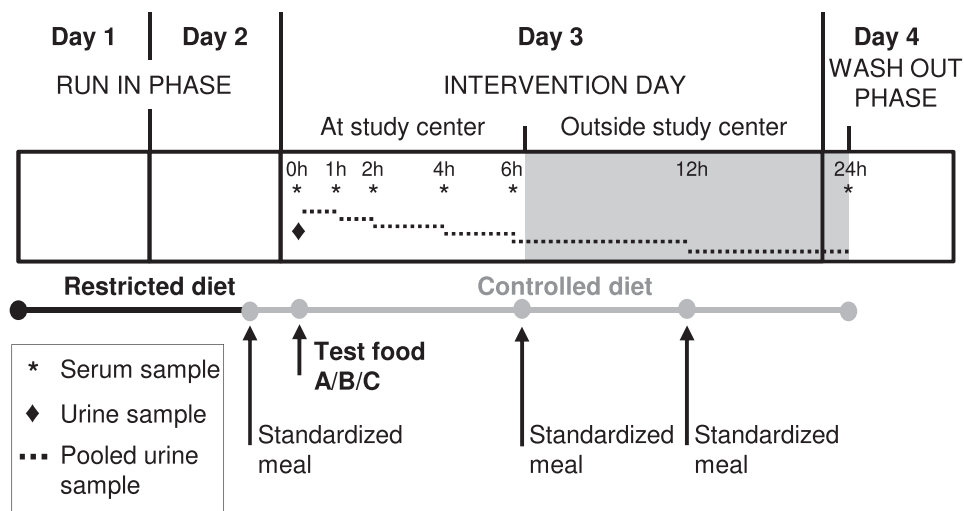 Day 1
Day 2
Day 3
Day 4
RUN IN PHASE
INTERVENTION DAY
WASH OUT
PHASE
At study center
Outside study center
0h 1h 2h 4h 6h 12h 24h
* * * * * *
Restricted diet
Controlled diet
Test food
A/B/C
* Serum sample
Urine sample
Pooled urine
sample
Standardized
meal
Standardized
meal
Standardized
meal